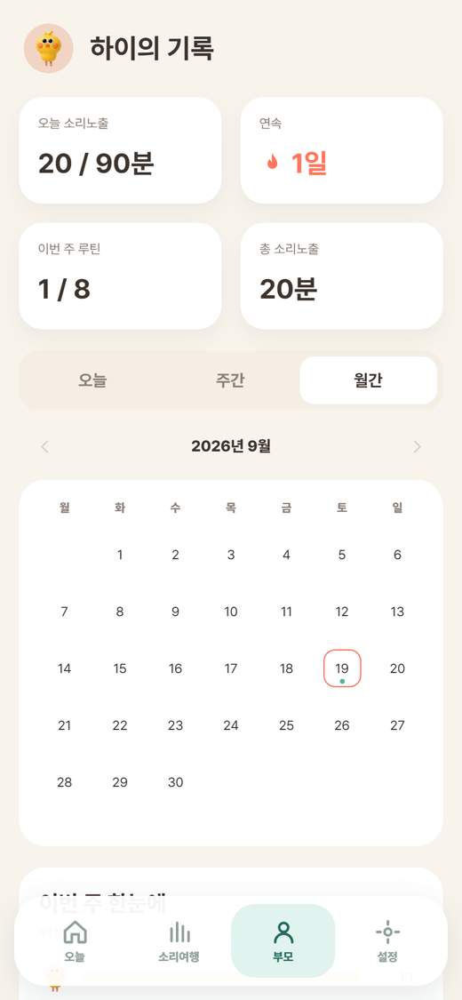 하이의 기록
오늘 소리노출
20 / 90분
연속
1일
이번 주 루틴
1 / 8
총 소리노출
20분
오늘 주간 월간
2026년 9월
월 화 수 목 금 토 일
1 2 3 4 5 6
7 8 9 10 11 12 13
14 15 16 17 18 19 20
21 22 23 24 25 26 27
28 29 30
이번 주 한눈에
오늘 소리여행 부모 설정